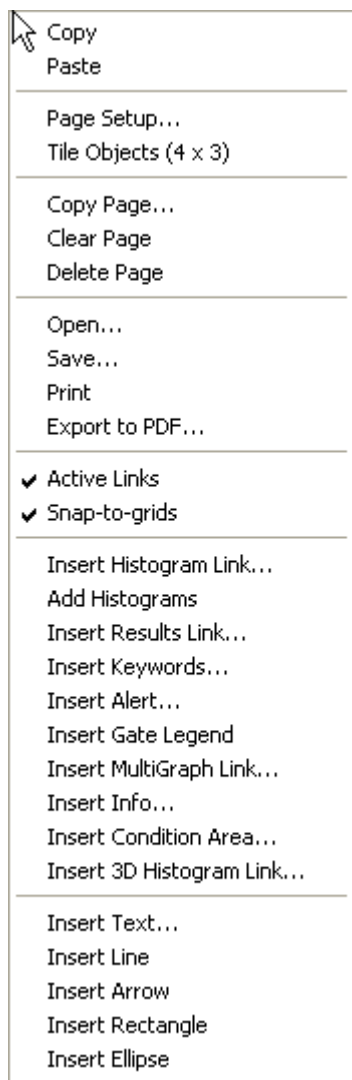 Copy
Paste
Page Setup...
Tile Objects (4 x 3)
Copy Page...
Clear Page
Delete Page
Open...
Save...
Print
Export to PDF...
Active Links
Snap-to-grids
Insert Histogram Link...
Add Histograms
Insert Results Link...
Insert Keywords...
Insert Alert...
Insert Gate Legend
Insert MultiGraph Link...
Insert Info...
Insert Condition Area...
Insert 3D Histogram Link...
Insert Text...
Insert Line
Insert Arrow
Insert Rectangle
Insert Ellipse